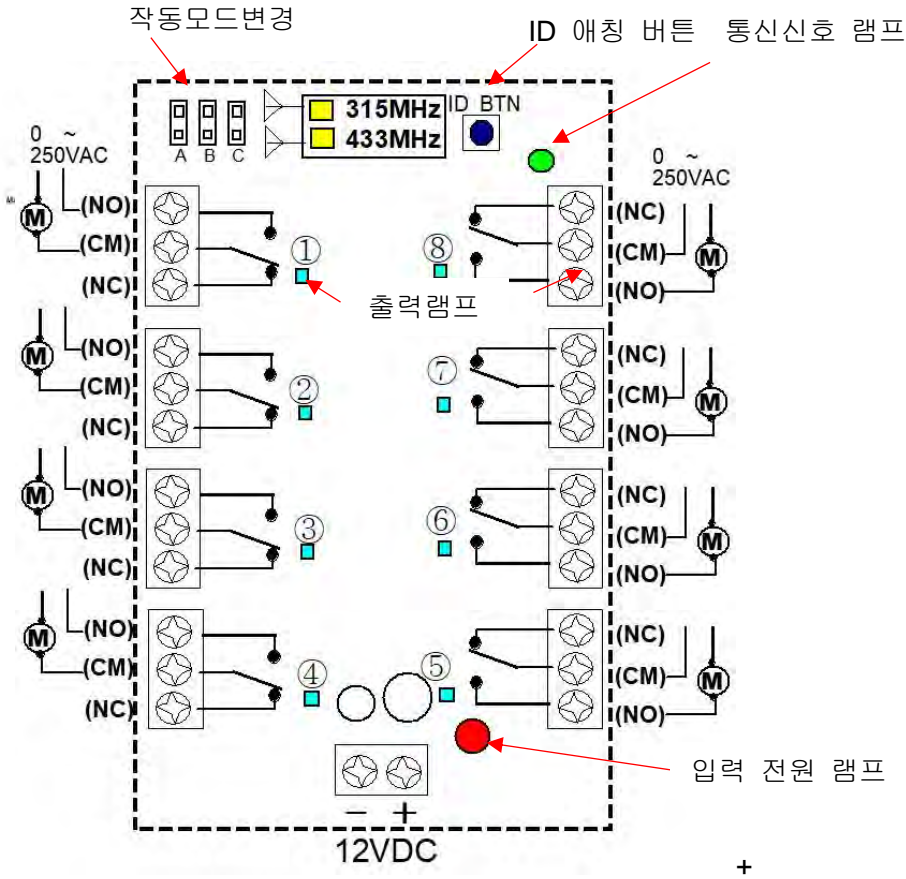 작동모드변경
ID 애칭 버튼 통신신호 램프
315MHz
433MHz
ID BTN
A B C
0 ~
250VAC
(NO)
(CM)
(NC)
M
①
0 ~
250VAC
(NC)
(CM)
(NO)
M
⑧
출력램프
(NO)
(CM)
(NC)
M
②
(NC)
(CM)
(NO)
M
⑦
(NO)
(CM)
(NC)
M
③
(NC)
(CM)
(NO)
M
⑥
(NO)
(CM)
(NC)
M
④
(NC)
(CM)
(NO)
M
⑤
입력 전원 램프
− +
12VDC
+